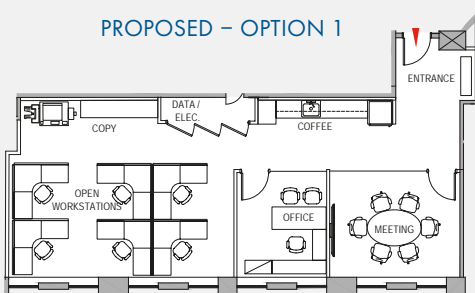 PROPOSED – OPTION 1
ENTRANCE
DATA /
ELEC.
COPY
COFFEE
OPEN
WORKSTATIONS
OFFICE
MEETING